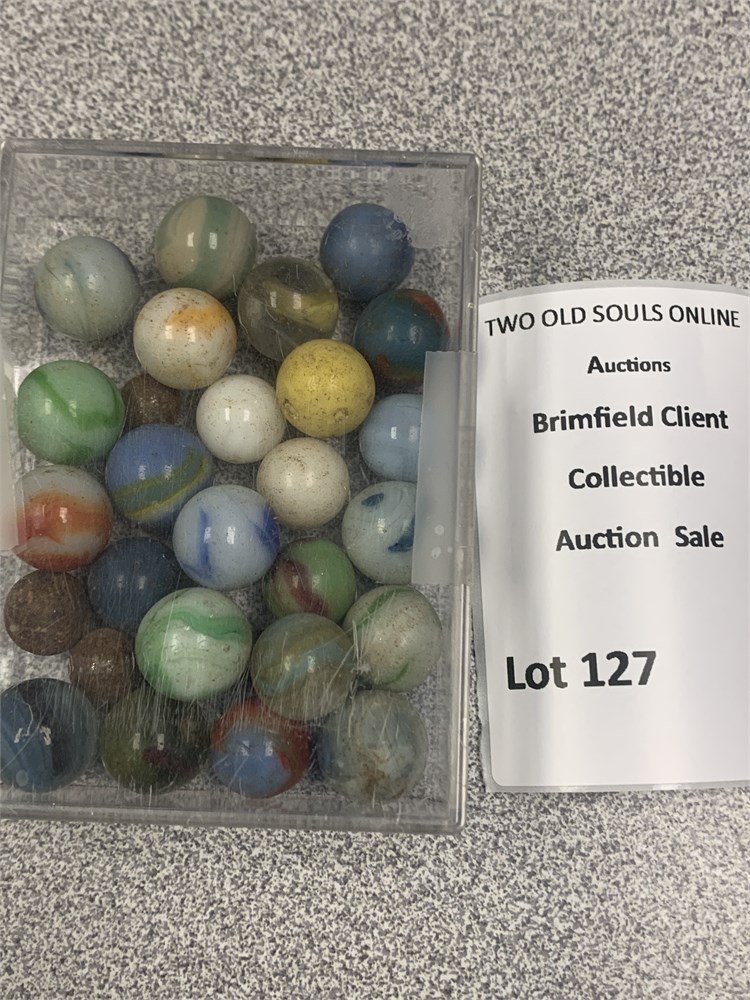 TWO OLD SOULS ONLINE
Auctions
Brimfield Client
Collectible
Auction Sale
Lot 127